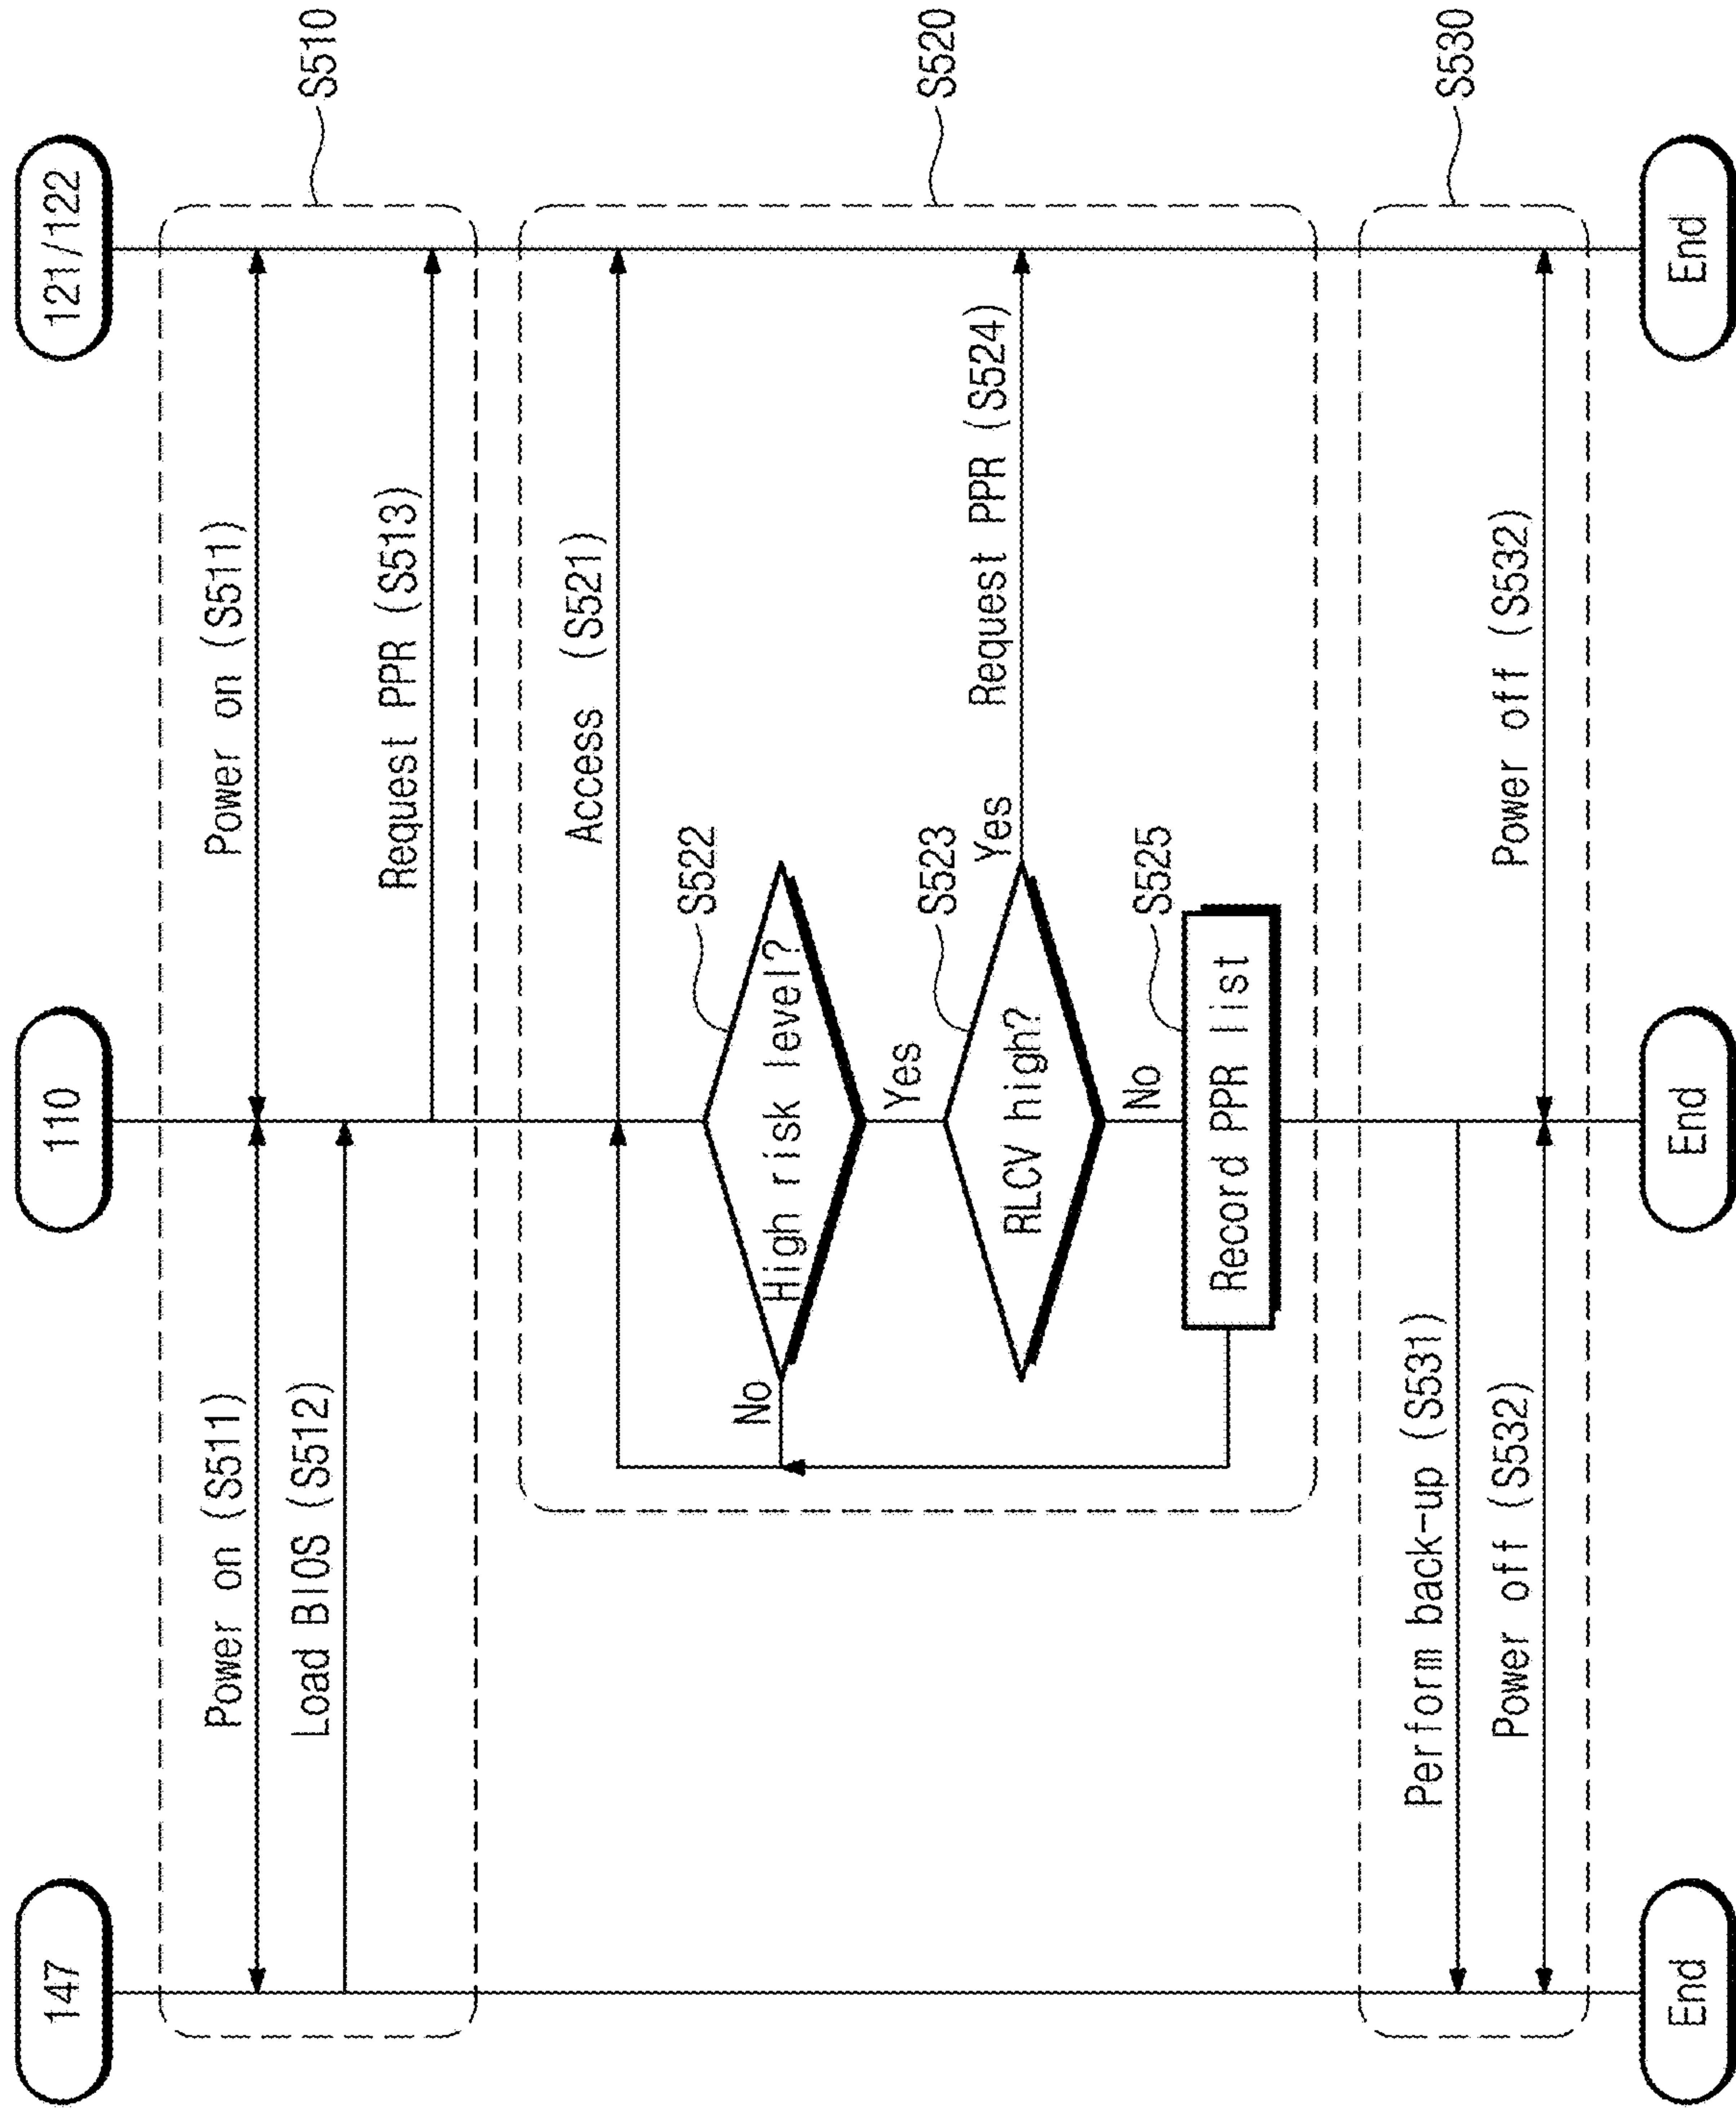 147
110
121/122
S510
Power on (S511)
Power on (S511)
Load BIOS (S512)
Request PPR (S513)
S520
Access (S521)
S522
High risk level?
No
Yes
S523
RLCV high?
Yes
Request PPR (S524)
No
S525
Record PPR list
S530
Perform back-up (S531)
Power off (S532)
Power off (S532)
End
End
End